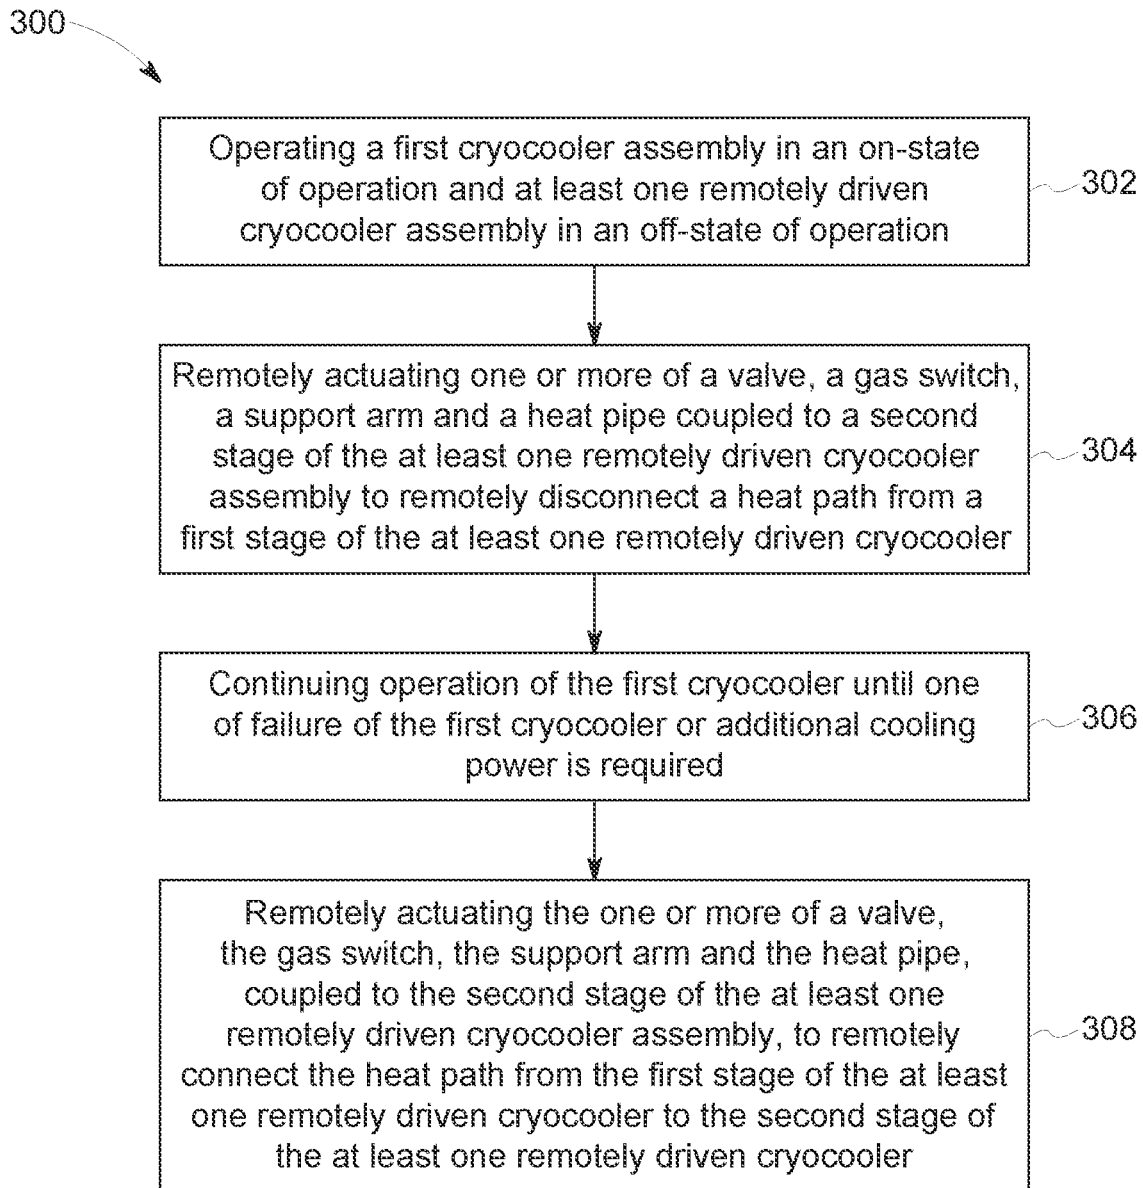 300
Operating a first cryocooler assembly in an on-state
of operation and at least one remotely driven
cryocooler assembly in an off-state of operation
302
Remotely actuating one or more of a valve, a gas switch,
a support arm and a heat pipe coupled to a second
stage of the at least one remotely driven cryocooler
assembly to remotely disconnect a heat path from a
first stage of the at least one remotely driven cryocooler
304
Continuing operation of the first cryocooler until one
of failure of the first cryocooler or additional cooling
power is required
306
Remotely actuating the one or more of a valve,
the gas switch, the support arm and the heat pipe,
coupled to the second stage of the at least one
remotely driven cryocooler assembly, to remotely
connect the heat path from the first stage of the at least
one remotely driven cryocooler to the second stage of
the at least one remotely driven cryocooler
308